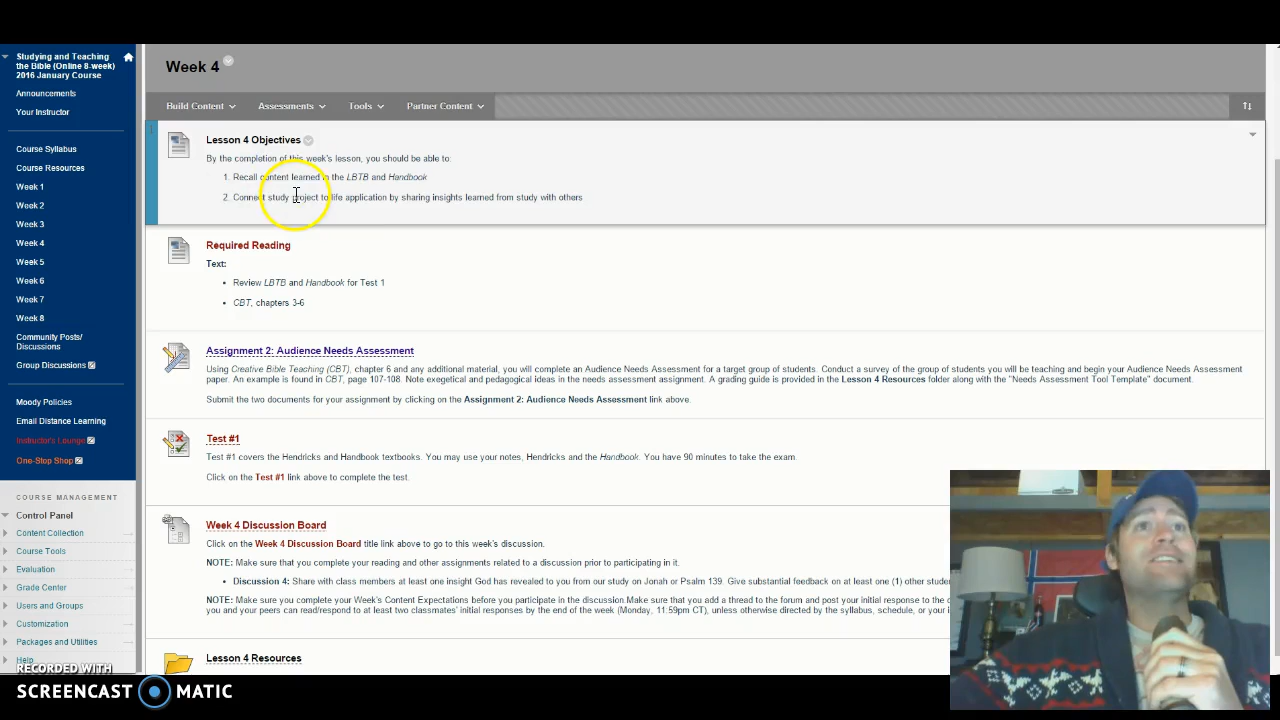 Studying and Teaching
the Bible (Online 8-week)
2016 January Course
Announcements
Your Instructor
Course Syllabus
Course Resources
Week 1
Week 2
Week 3
Week 4
Week 5
Week 6
Week 7
Week 8
Community Posts/
Discussions
Group Discussions
Moody Policies
Email Distance Learning
Instructor's Lounge
One-Stop Shop
COURSE MANAGEMENT
Control Panel
Content Collection
Course Tools
Evaluation
Grade Center
Users and Groups
Customization
Packages and Utilities
Help
RECORDED WITH
SCREENCAST MATIC
Week 4
Build Content Assessments Tools Partner Content
Lesson 4 Objectives
By the completion of this week's lesson, you should be able to:
1. Recall content learned in the LBTB and Handbook
2. Connect study project to life application by sharing insights learned from study with others
Required Reading
Text:
• Review LBTB and Handbook for Test 1
• CBT, chapters 3-6
Assignment 2: Audience Needs Assessment
Using Creative Bible Teaching (CBT), chapter 6 and any additional material, you will complete an Audience Needs Assessment for a target group of students. Conduct a survey of the group of students you will be teaching and begin your Audience Needs Assessment
paper. An example is found in CBT, page 107-108. Note exegetical and pedagogical ideas in the needs assessment assignment. A grading guide is provided in the Lesson 4 Resources folder along with the "Needs Assessment Tool Template" document.
Submit the two documents for your assignment by clicking on the Assignment 2: Audience Needs Assessment link above.
Test #1
Test #1 covers the Hendricks and Handbook textbooks. You may use your notes, Hendricks and the Handbook. You have 90 minutes to take the exam.
Click on the Test #1 link above to complete the test.
Week 4 Discussion Board
Click on the Week 4 Discussion Board title link above to go to this week's discussion.
NOTE: Make sure that you complete your reading and other assignments related to a discussion prior to participating in it.
• Discussion 4: Share with class members at least one insight God has revealed to you from our study on Jonah or Psalm 139. Give substantial feedback on at least one (1) other stude
NOTE: Make sure you complete your Week's Content Expectations before you participate in the discussion Make sure that you add a thread to the forum and post your initial response to the
you and your peers can read/respond to at least two classmates' initial responses by the end of the week (Monday, 11:59pm CT), unless otherwise directed by the syllabus, schedule, or your i
Lesson 4 Resources